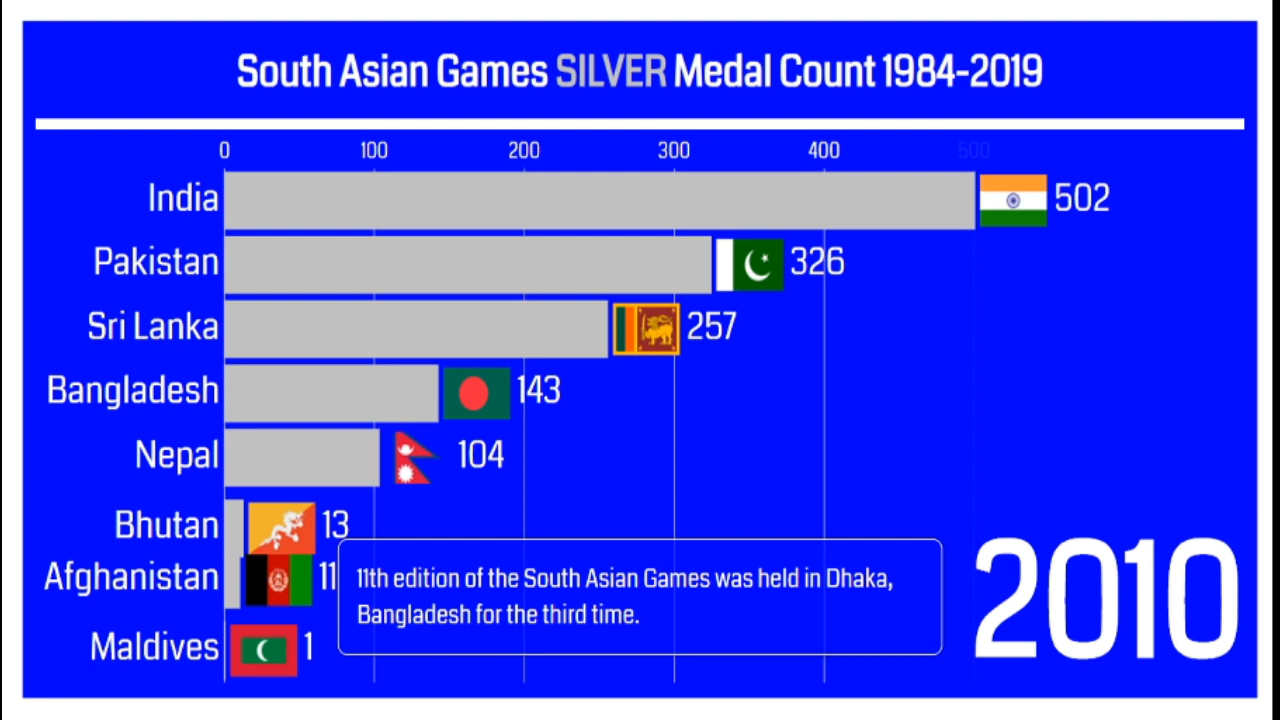 South Asian Games SILVER Medal Count 1984-2019
0 100 200 300 400 500
India 502
Pakistan 326
Sri Lanka 257
Bangladesh 143
Nepal 104
Bhutan 13
Afghanistan 11
11th edition of the South Asian Games was held in Dhaka,
Bangladesh for the third time.
2010
Maldives 1